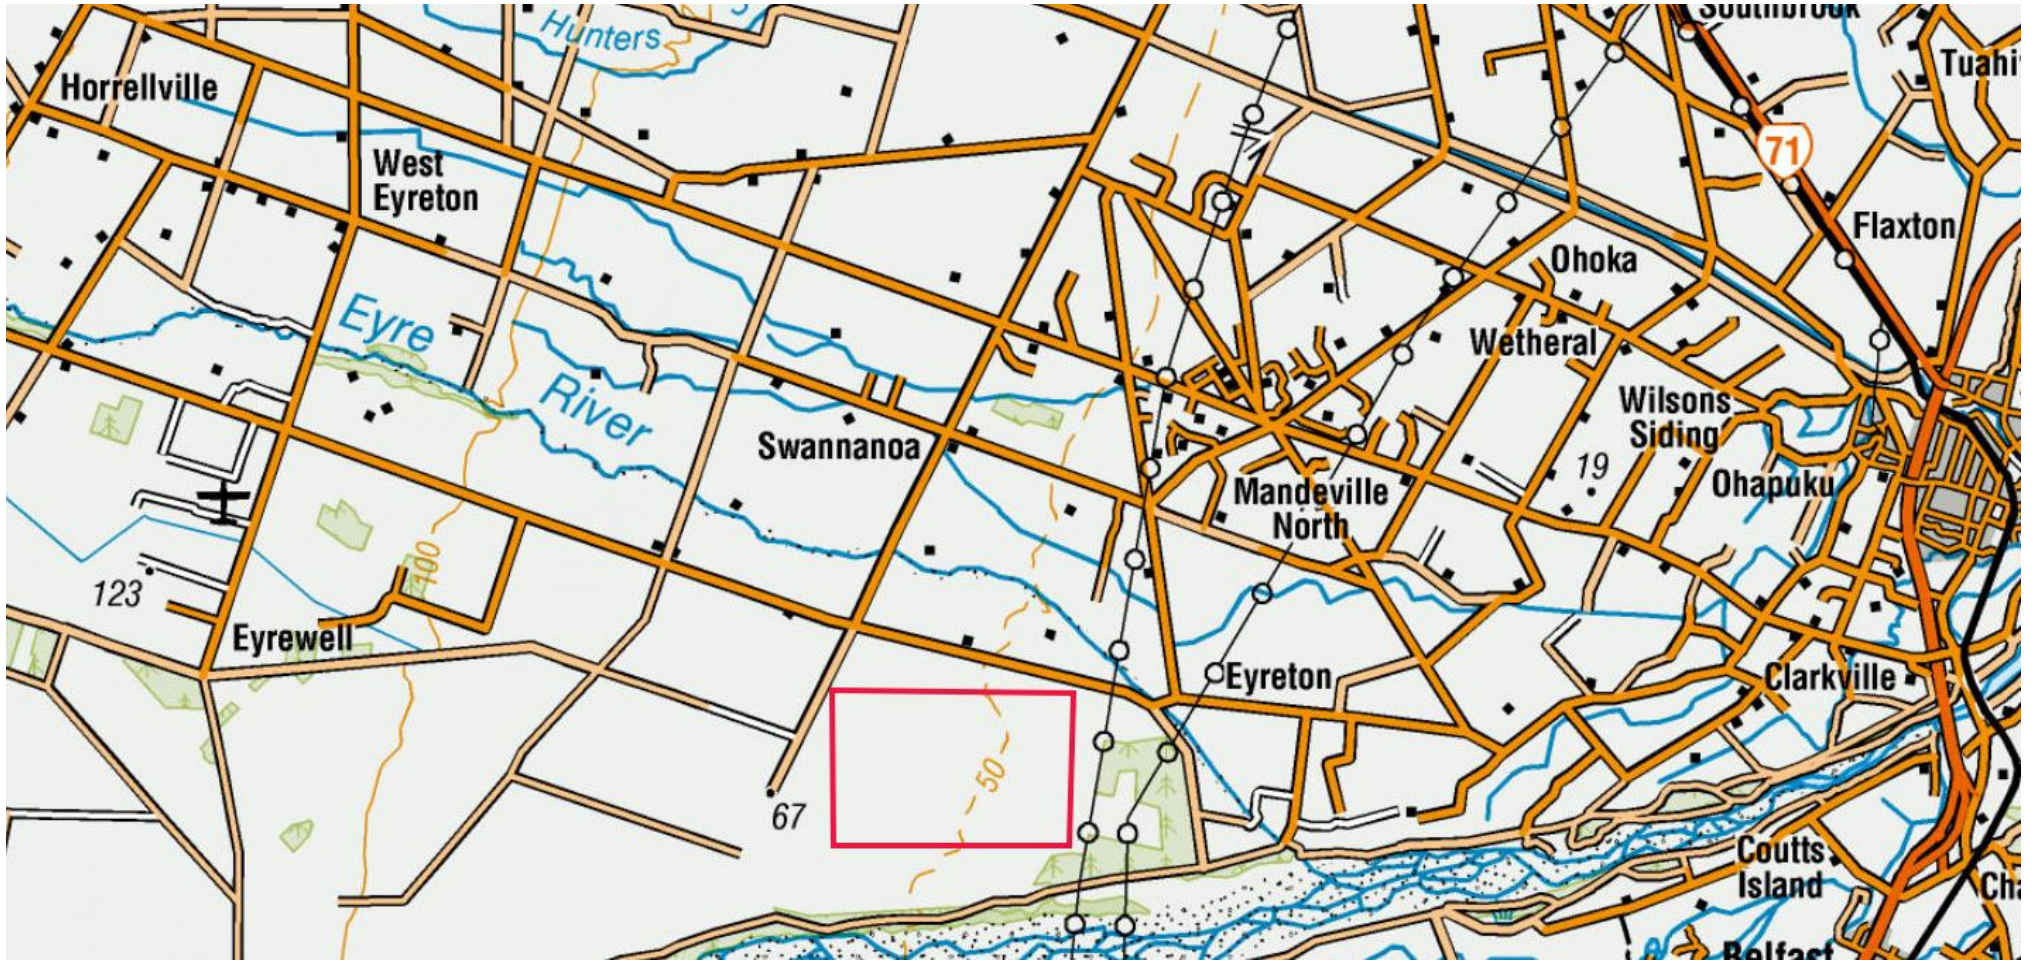 Southbrook
Hunters
Horrellville
71
West
Eyreton
Flaxton
Ohoka
Eyre
Wetheral
River
Wilsons
Siding
Swannanoa
19
Ohapuku
Mandeville
North
100
123
Eyrewell
Eyreton
Clarkville
50
67
Coutts
Island
Belfast